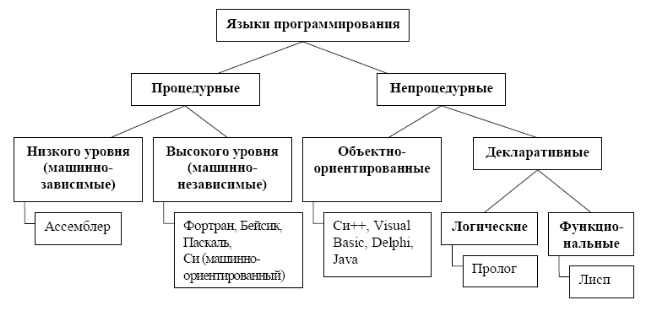 Языки программирования
Процедурные
Непроцедурные
Низкого уровня
(машинно-
зависимые)
Высокого уровня
(машинно-
независимые)
Объектно-
ориентированные
Декларативные
Ассемблер
Фортран, Бейсик,
Паскаль,
Си (машинно-
ориентированный)
Си++, Visual
Basic, Delphi,
Java
Логические
Функцио-
нальные
Пролог
Лисп